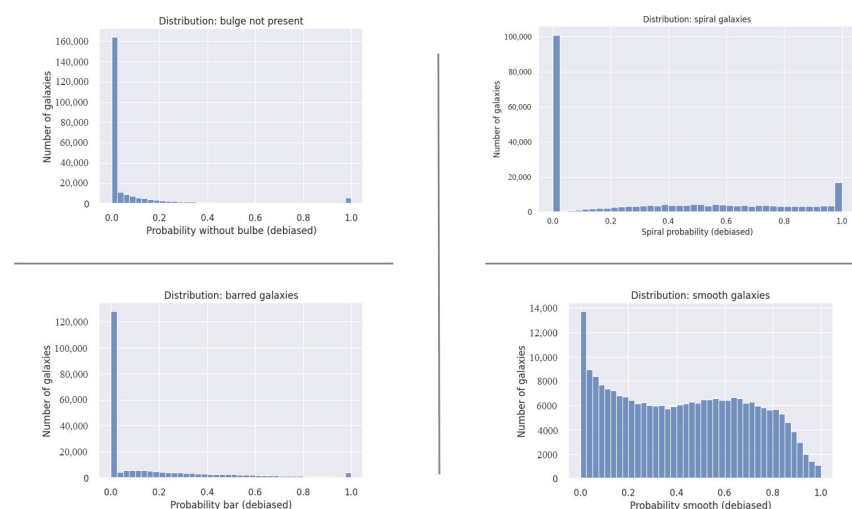 Distribution: bulge not present
160,000
140,000
120,000
100,000
80,000
60,000
40,000
20,000
0
Number of galaxies
0.0 0.2 0.4 0.6 0.8 1.0
Probability without bulbe (debiased)
Distribution: spiral galaxies
100,000
80,000
60,000
40,000
20,000
0
Number of galaxies
0.0 0.2 0.4 0.6 0.8 1.0
Spiral probability (debiased)
Distribution: barred galaxies
120,000
100,000
80,000
60,000
40,000
20,000
0
Number of galaxies
0.0 0.2 0.4 0.6 0.8 1.0
Probability bar (debiased)
Distribution: smooth galaxies
14,000
12,000
10,000
8000
6000
4000
2000
0
Number of galaxies
0.0 0.2 0.4 0.6 0.8 1.0
Probability smooth (debiased)